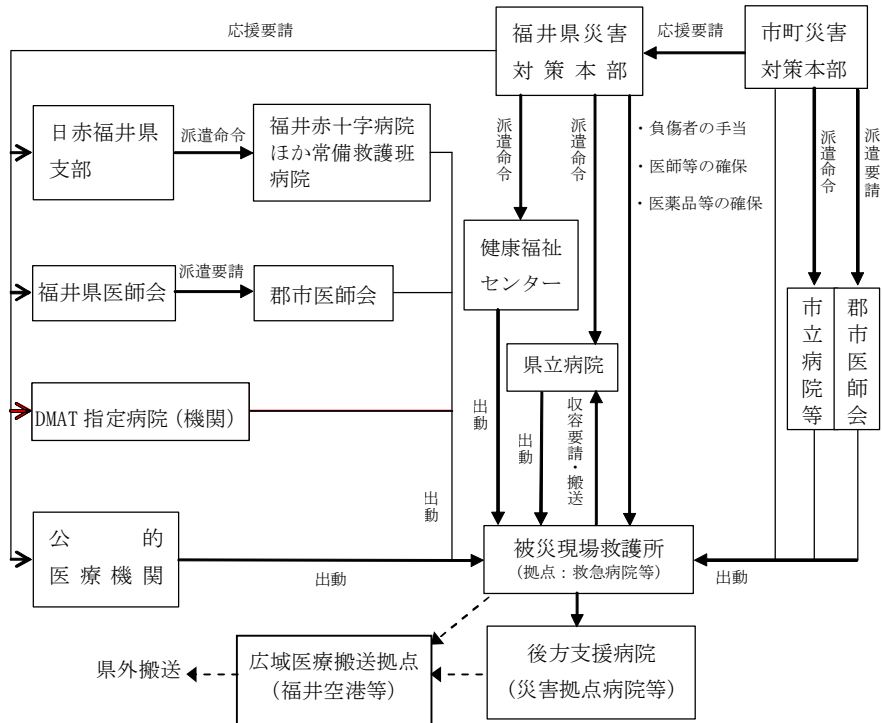 応援要請
福井県災害
対策本部
応援要請
市町災害
対策本部
日赤福井県
支部
派遣命令
福井赤十字病院
ほか常備救護班
病院
派遣命令
派遣命令
・負傷者の手当
・医師等の確保
・医薬品等の確保
派遣命令
派遣要請
健康福祉
センター
福井県医師会
派遣要請
郡市医師会
市立病院等
郡市医師会
県立病院
DMAT 指定病院（機関）
出動
出動
収容要請・搬送
出動
公的
医療機関
出動
被災現場救護所
（拠点：救急病院等）
出動
県外搬送
広域医療搬送拠点
（福井空港等）
後方支援病院
（災害拠点病院等）